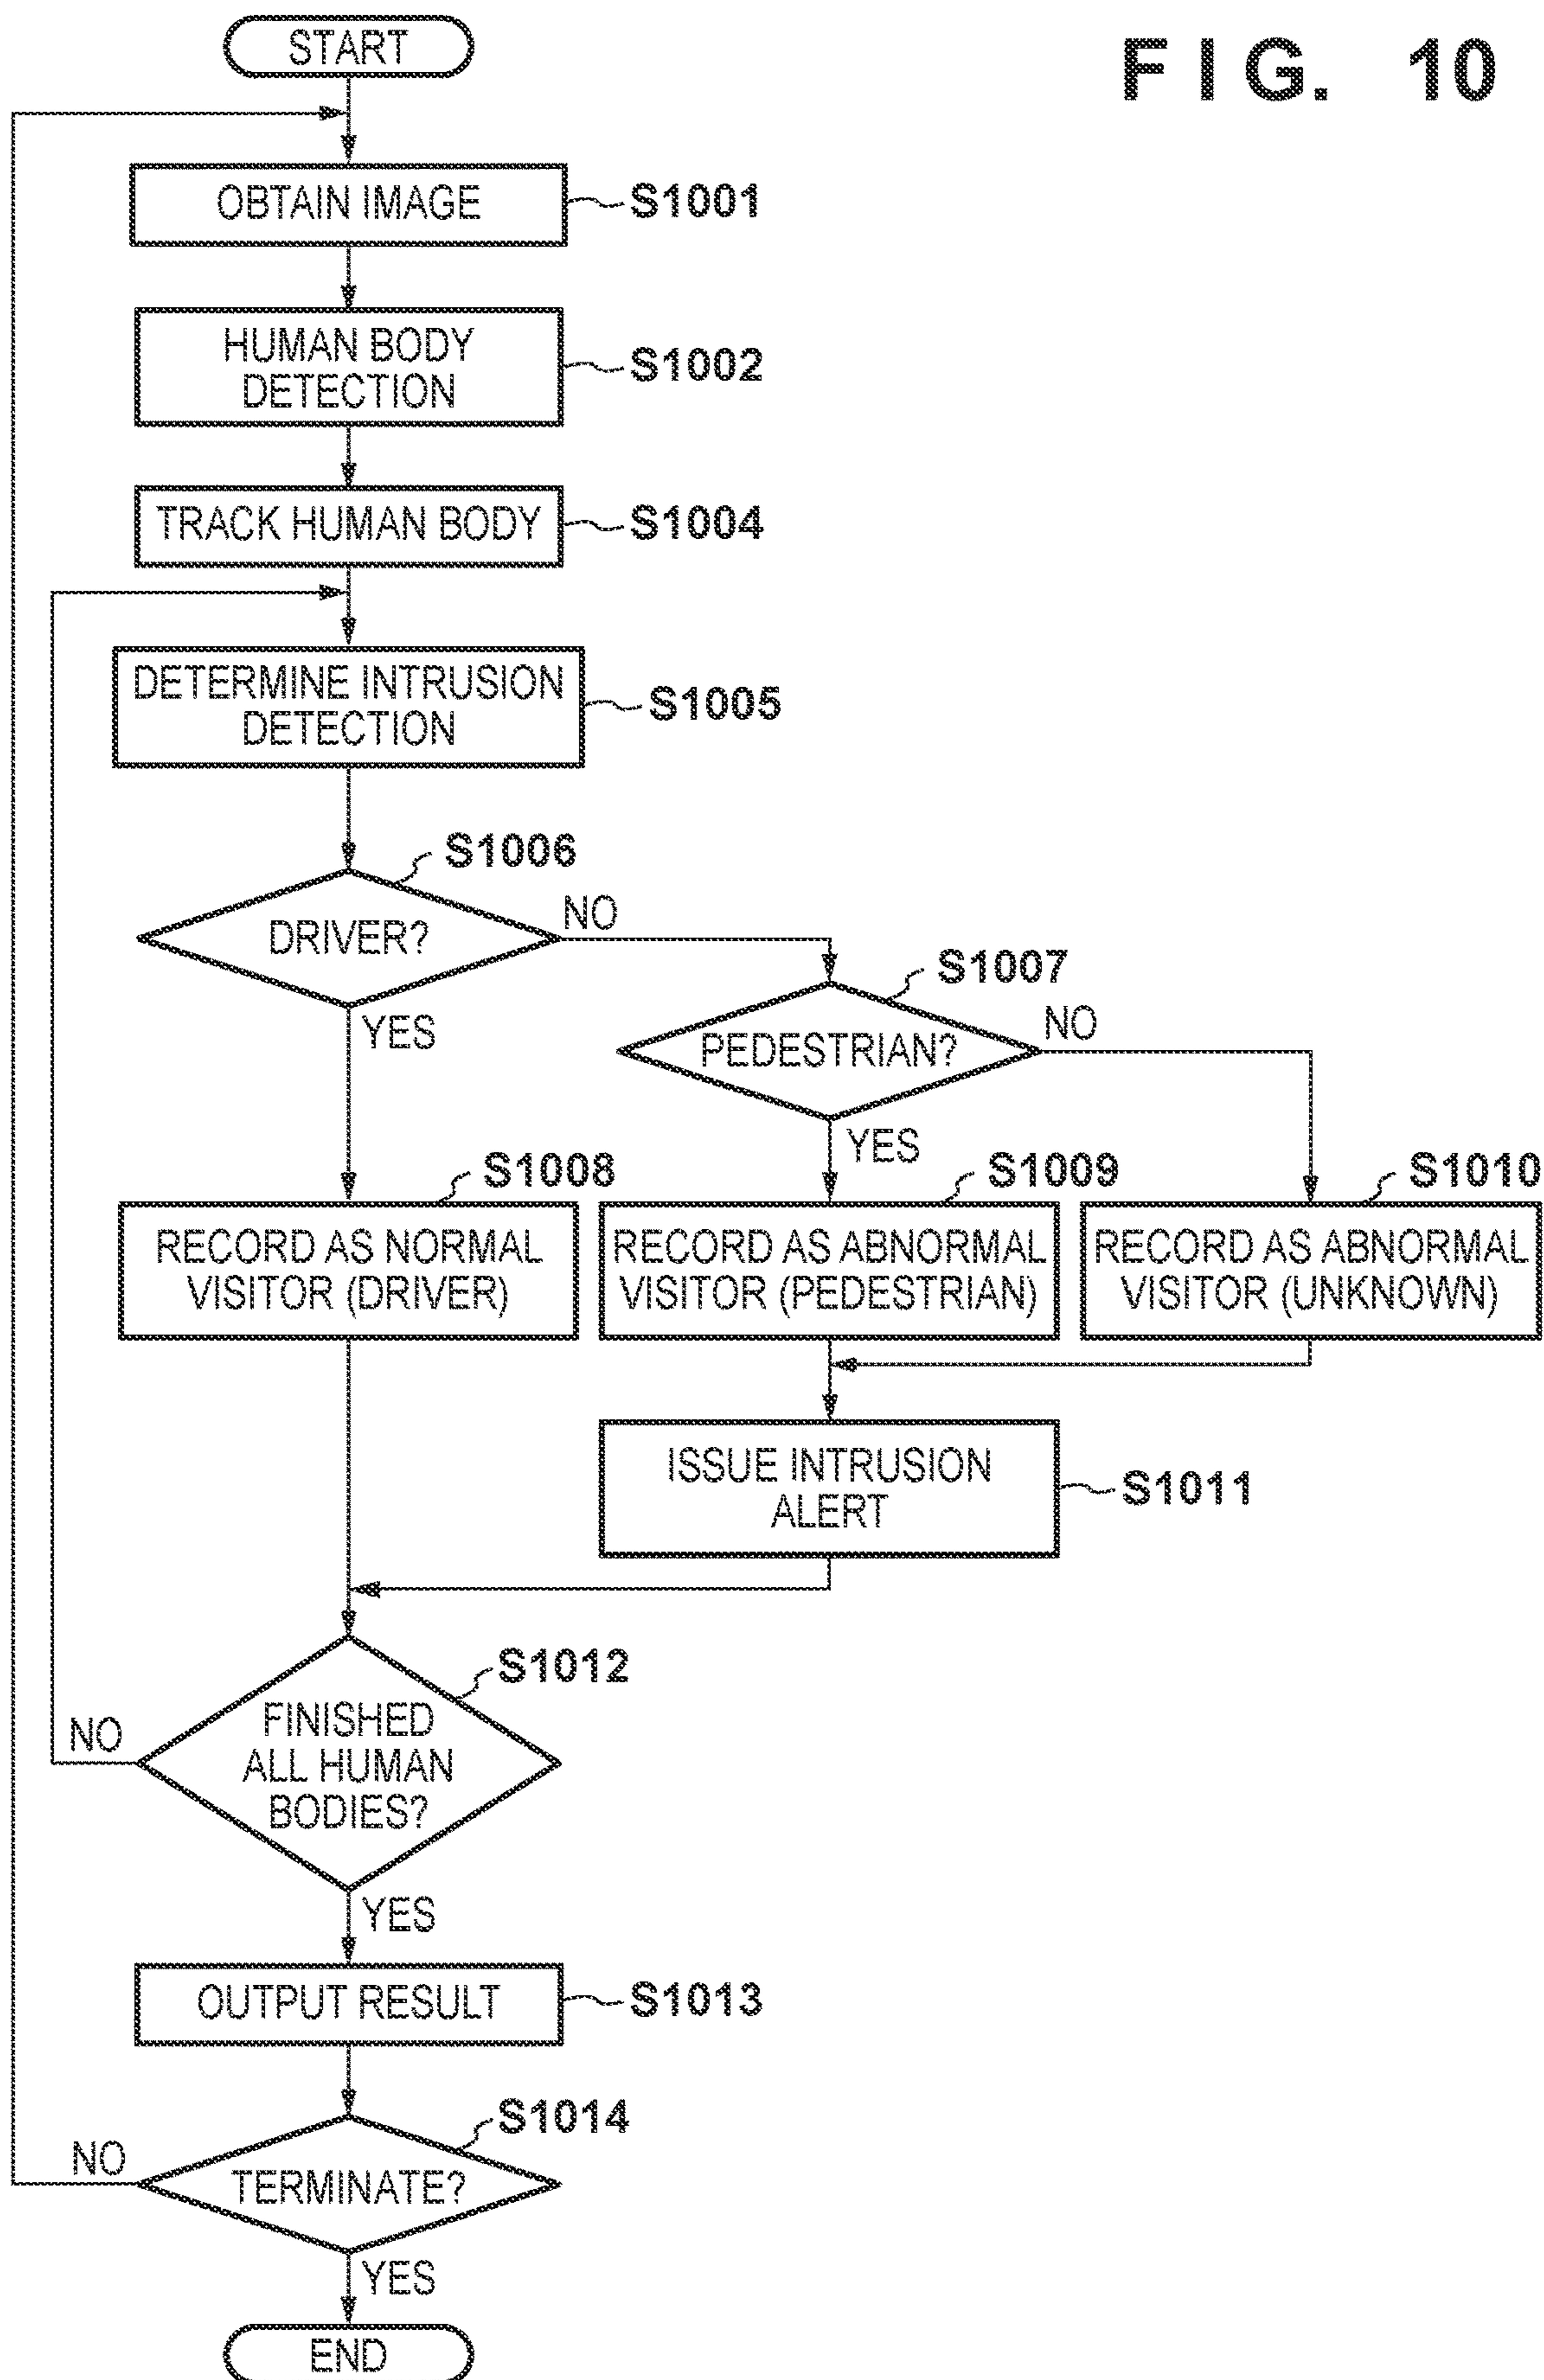 FIG. 10
START
OBTAIN IMAGE
S1001
HUMAN BODY
DETECTION
S1002
TRACK HUMAN BODY
S1004
DETERMINE INTRUSION
DETECTION
S1005
S1006
DRIVER?
NO
YES
S1007
PEDESTRIAN?
NO
YES
S1008
RECORD AS NORMAL
VISITOR (DRIVER)
S1009
RECORD AS ABNORMAL
VISITOR (PEDESTRIAN)
S1010
RECORD AS ABNORMAL
VISITOR (UNKNOWN)
ISSUE INTRUSION
ALERT
S1011
S1012
FINISHED
ALL HUMAN
BODIES?
NO
YES
OUTPUT RESULT
S1013
S1014
TERMINATE?
NO
YES
END